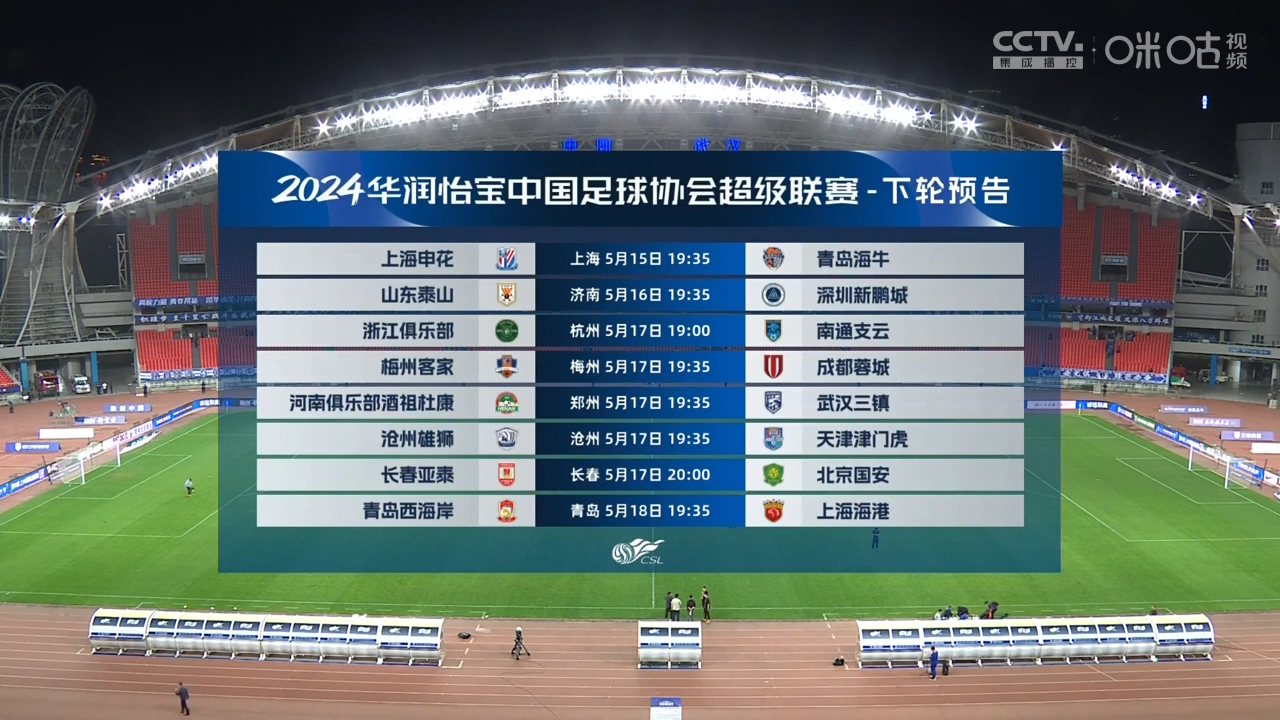 CCTV.
集成播控
咪咕视频
中国 武汉
2024华润怡宝中国足球协会超级联赛-下轮预告
上海申花 上海 5月15日 19:35 青岛海牛
山东泰山 济南 5月16日 19:35 深圳新鹏城
浙江俱乐部 杭州 5月17日 19:00 南通支云
梅州客家 梅州 5月17日 19:35 成都蓉城
河南俱乐部酒祖杜康 郑州 5月17日 19:35 武汉三镇
沧州雄狮 沧州 5月17日 19:35 天津津门虎
长春亚泰 长春 5月17日 20:00 北京国安
青岛西海岸 青岛 5月18日 19:35 上海海港
CSL